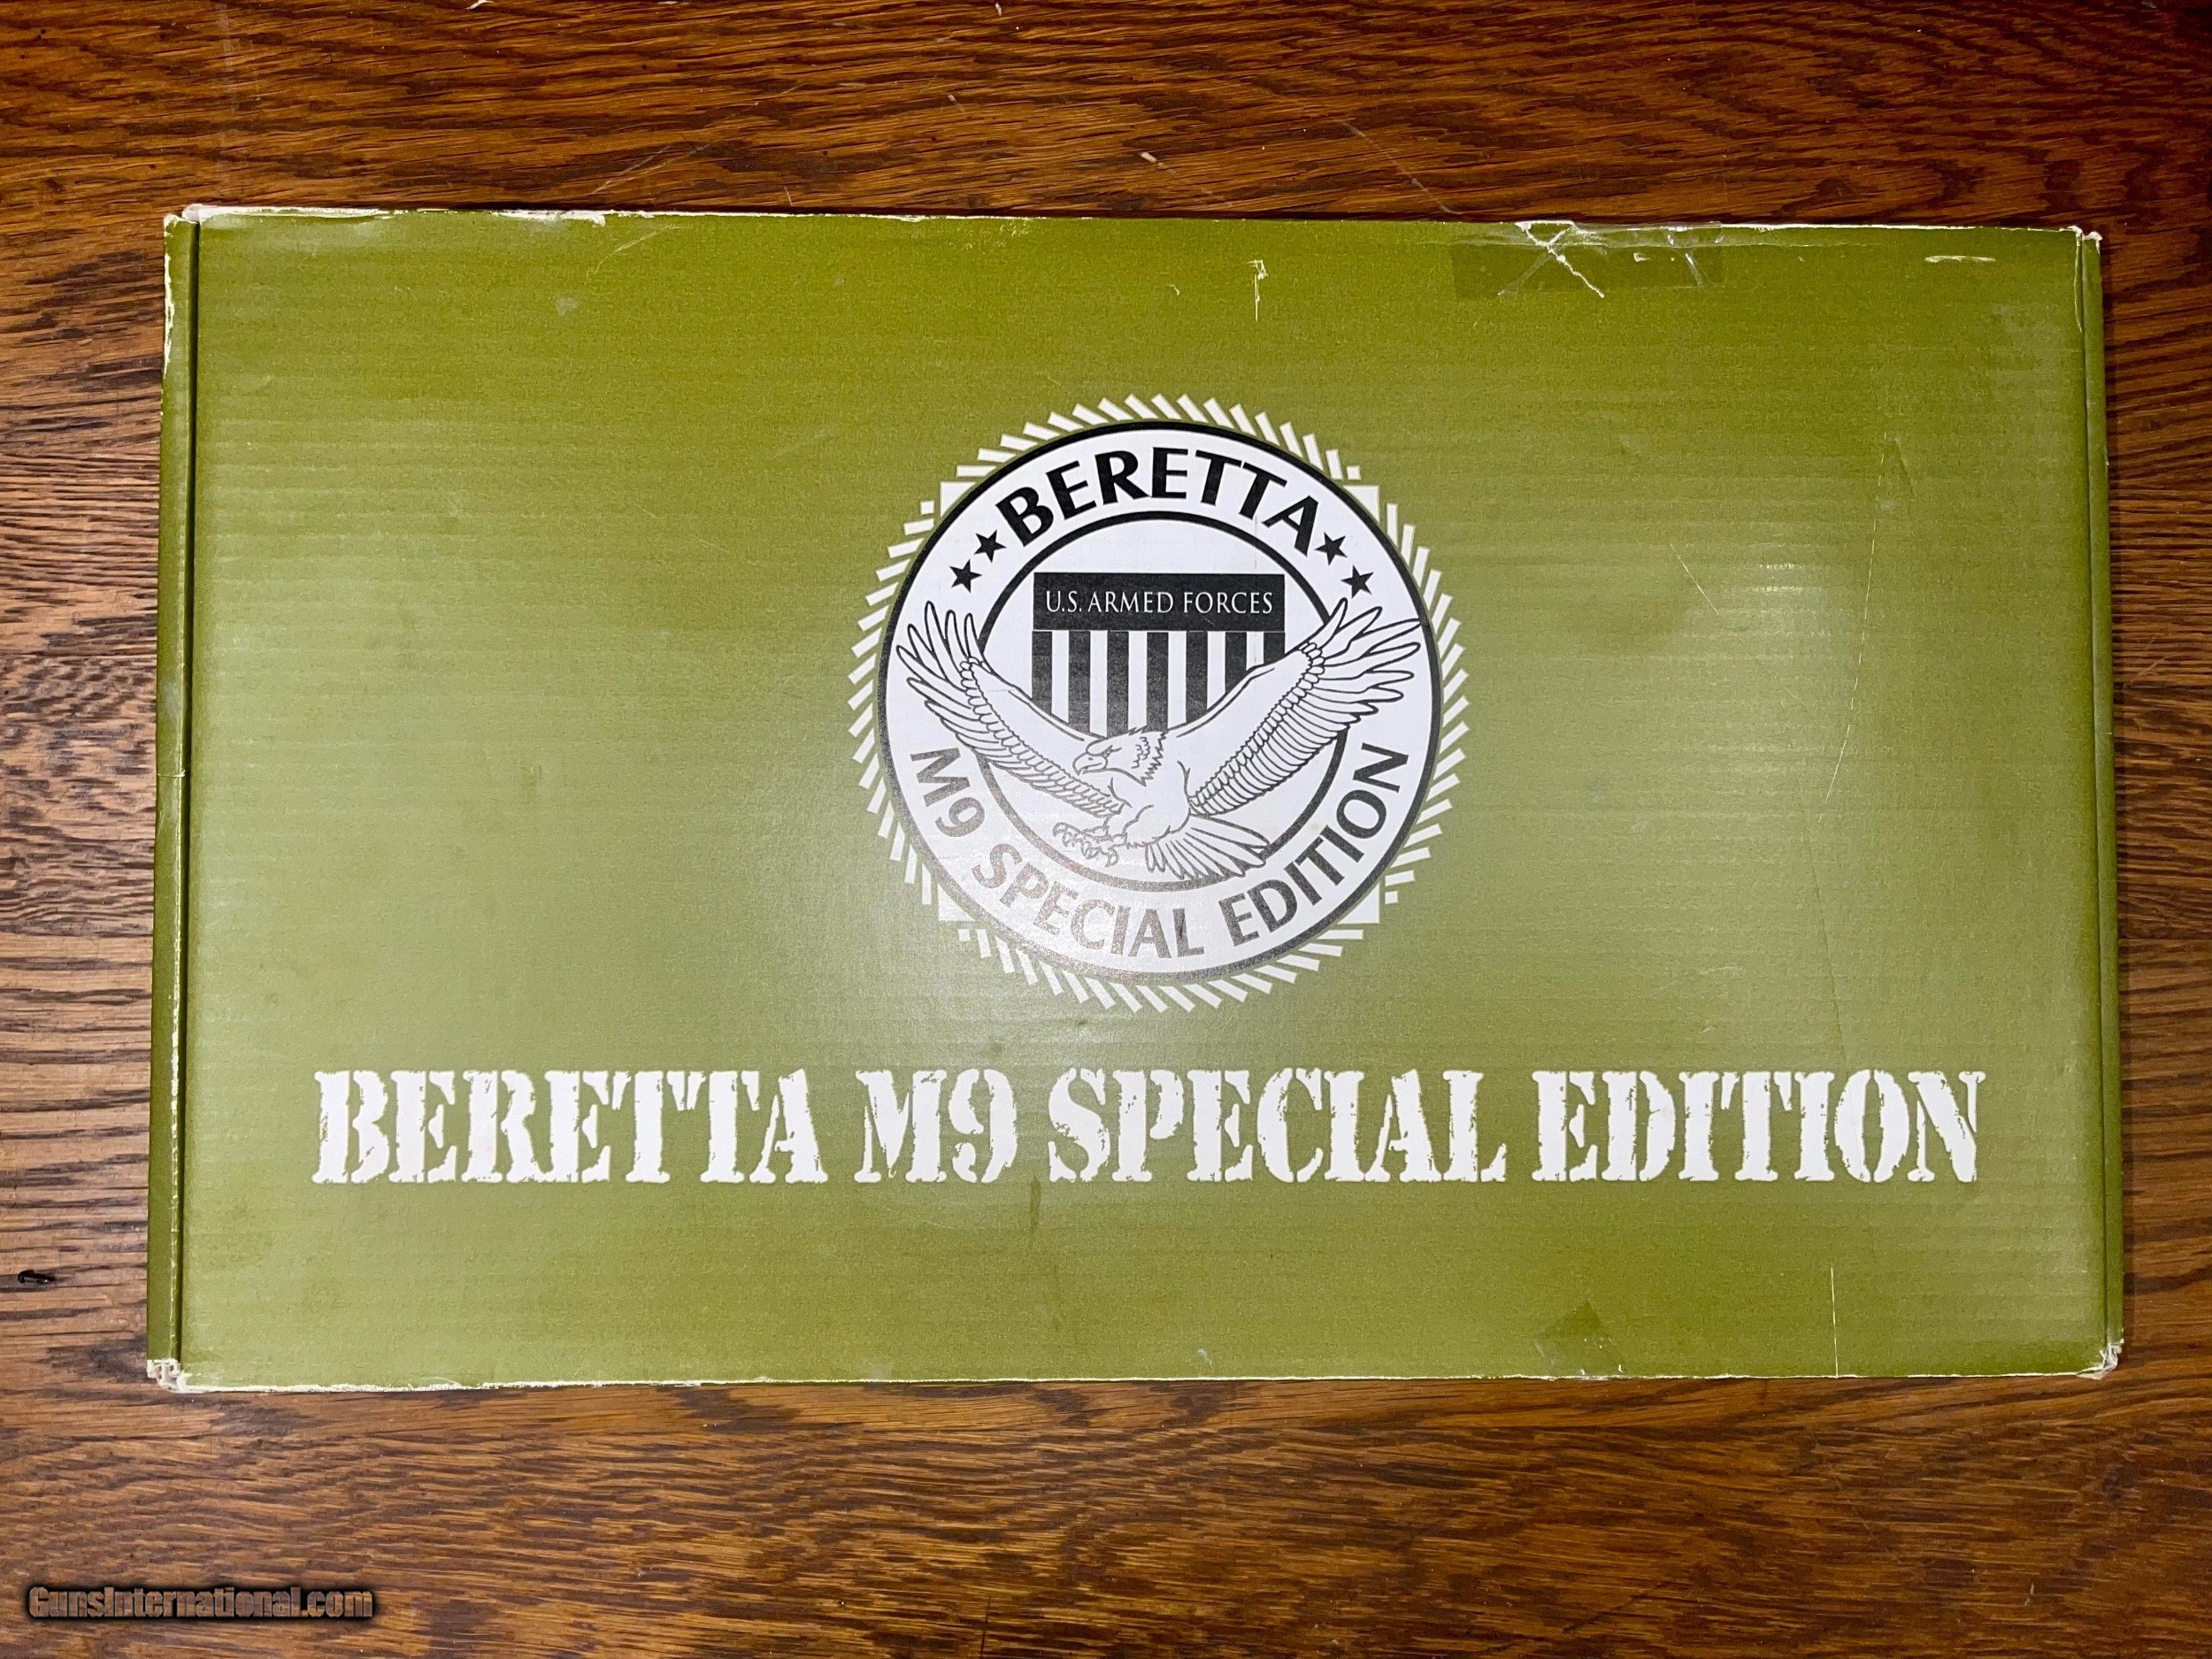 ★★ BERETTA ★★
U.S. ARMED FORCES
M9 SPECIAL EDITION
BERETTA M9 SPECIAL EDITION
GunsInternational.com